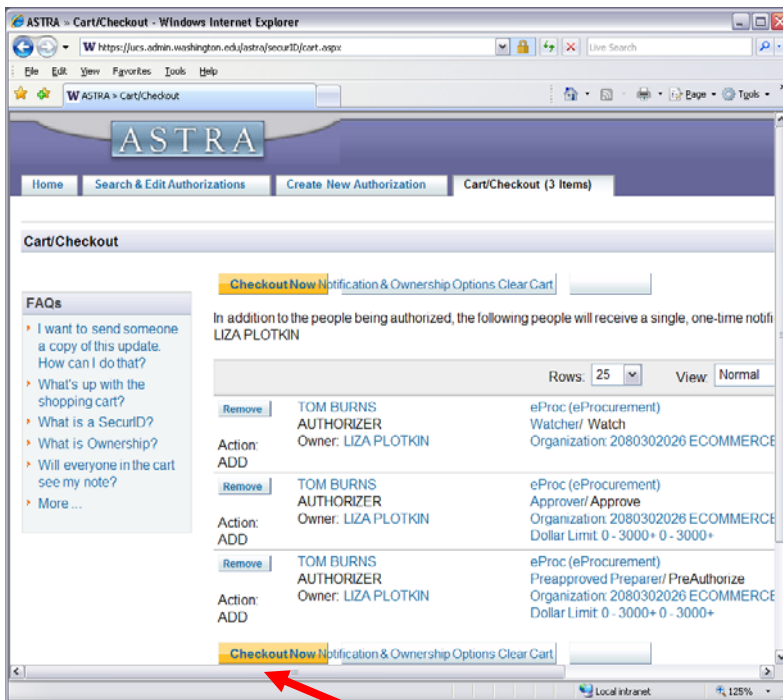 ASTRA » Cart/Checkout - Windows Internet Explorer
https://ucs.admin.washington.edu/astra/securID/cart.aspx
Live Search
File Edit View Favorites Tools Help
W ASTRA > Cart/Checkout
Page
Tools
ASTRA
Home Search & Edit Authorizations Create New Authorization Cart/Checkout (3 Items)
Cart/Checkout
Checkout Now Notification & Ownership Options Clear Cart
FAQs
I want to send someone
a copy of this update.
How can I do that?
What's up with the
shopping cart?
What is a SecurID?
What is Ownership?
Will everyone in the cart
see my note?
More ...
In addition to the people being authorized, the following people will receive a single, one-time notifi
LIZA PLOTKIN
Rows: 25 View: Normal
Remove TOM BURNS eProc (eProcurement)
AUTHORIZER Watcher/ Watch
Action: Owner: LIZA PLOTKIN Organization: 2080302026 ECOMMERCE
ADD
Remove TOM BURNS eProc (eProcurement)
AUTHORIZER Approver/ Approve
Action: Owner: LIZA PLOTKIN Organization: 2080302026 ECOMMERCE
ADD Dollar Limit: 0 - 3000+ 0 - 3000+
Remove TOM BURNS eProc (eProcurement)
AUTHORIZER Preapproved Preparer/ PreAuthorize
Action: Owner: LIZA PLOTKIN Organization: 2080302026 ECOMMERCE
ADD Dollar Limit: 0 - 3000+ 0 - 3000+
Checkout Now Notification & Ownership Options Clear Cart
Local intranet 125%